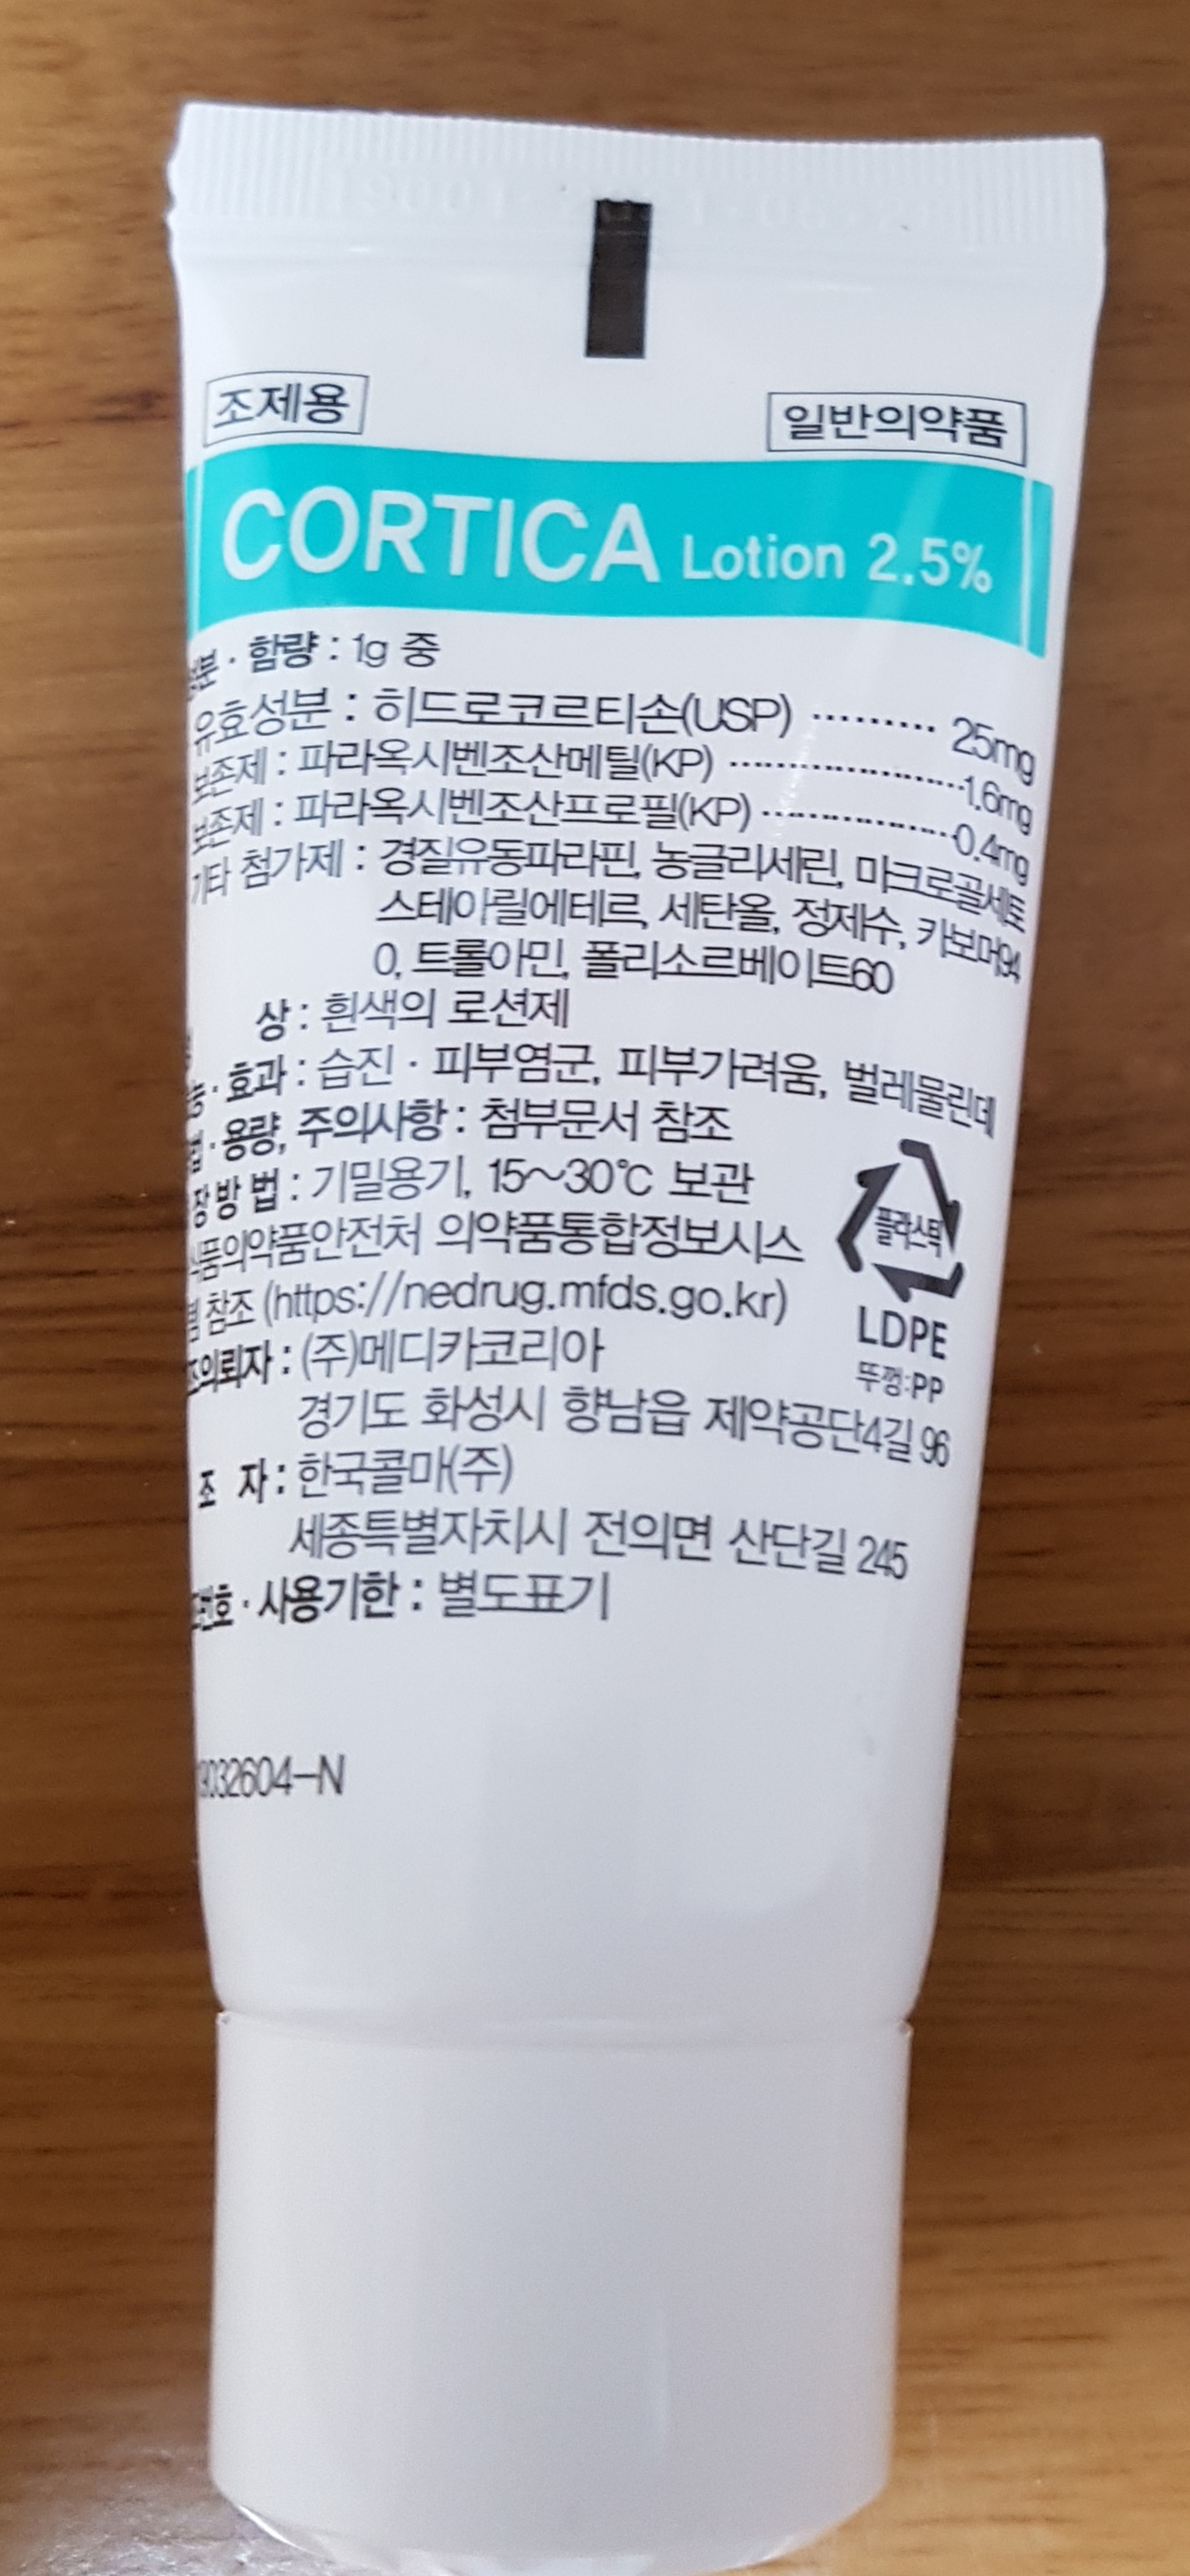 조제용
일반의약품
CORTICA Lotion 2.5%
· 함량 : 1g 중
유효성분 : 히드로코르티손(USP) ········· 25mg
보존제 : 파라옥시벤조산메틸(KP) ····················1.6mg
보존제 : 파라옥시벤조산프로필(KP) ·················0.4mg
기타 첨가제 : 경질유동파라핀, 농글리세린, 마크로골세토
스테아릴에테르, 세탄올, 정제수, 카보머94
0, 트롤아민, 폴리소르베이트60
상 : 흰색의 로션제
· 효과 : 습진 · 피부염군, 피부가려움, 벌레물린데
· 용량, 주의사항 : 첨부문서 참조
장 방 법 : 기밀용기, 15~30℃ 보관
식품의약품안전처 의약품통합정보시스
참조 (https://nedrug.mfds.go.kr)
플라스틱
LDPE
뚜껑:PP
조의뢰자 : (주)메디카코리아
경기도 화성시 향남읍 제약공단4길 96
조 자 : 한국콜마(주)
세종특별자치시 전의면 산단길 245
· 사용기한 : 별도표기
9032604-N